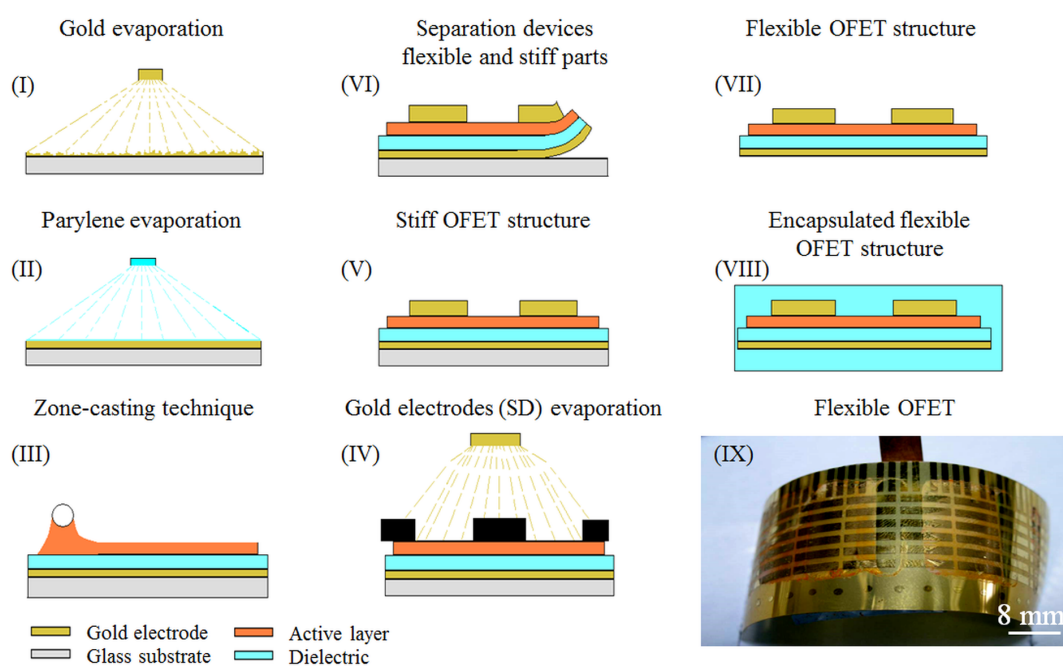 Gold evaporation
(I)
Parylene evaporation
(II)
Zone-casting technique
(III)
Gold electrodes (SD) evaporation
(IV)
Stiff OFET structure
(V)
Separation devices
flexible and stiff parts
(VI)
Flexible OFET structure
(VII)
Encapsulated flexible
OFET structure
(VIII)
Flexible OFET
(IX)
8 mm
Gold electrode
Active layer
Glass substrate
Dielectric